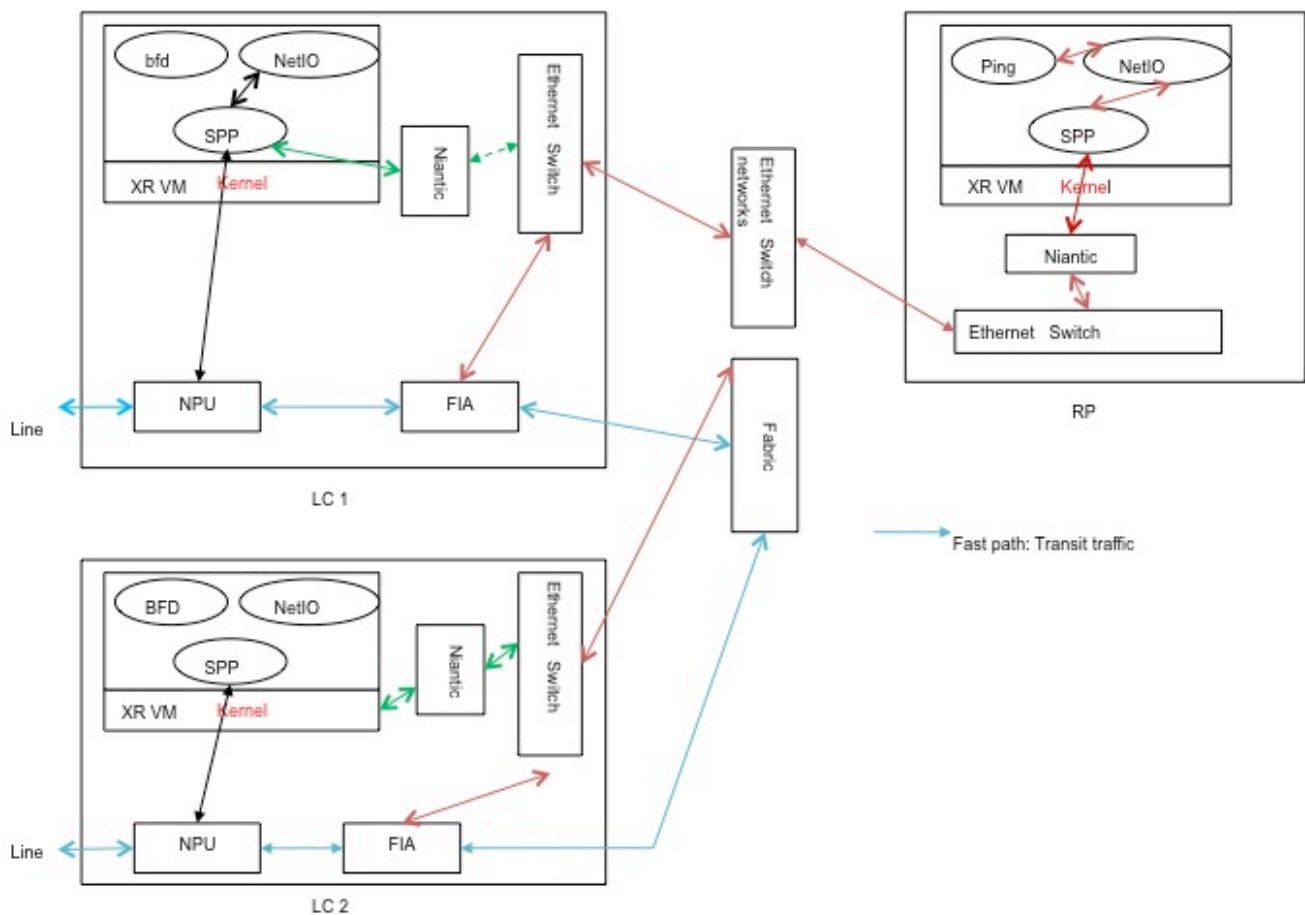 bfd
NetIO
SPP
XR VM Kernel
Niantic
Ethernet Switch
NPU
FIA
Line
LC 1
Ethernet Switch
networks
Fabric
Ping
NetIO
SPP
XR VM Kernel
Niantic
Ethernet Switch
RP
Fast path: Transit traffic
BFD
NetIO
SPP
XR VM Kernel
Niantic
Ethernet Switch
NPU
FIA
Line
LC 2